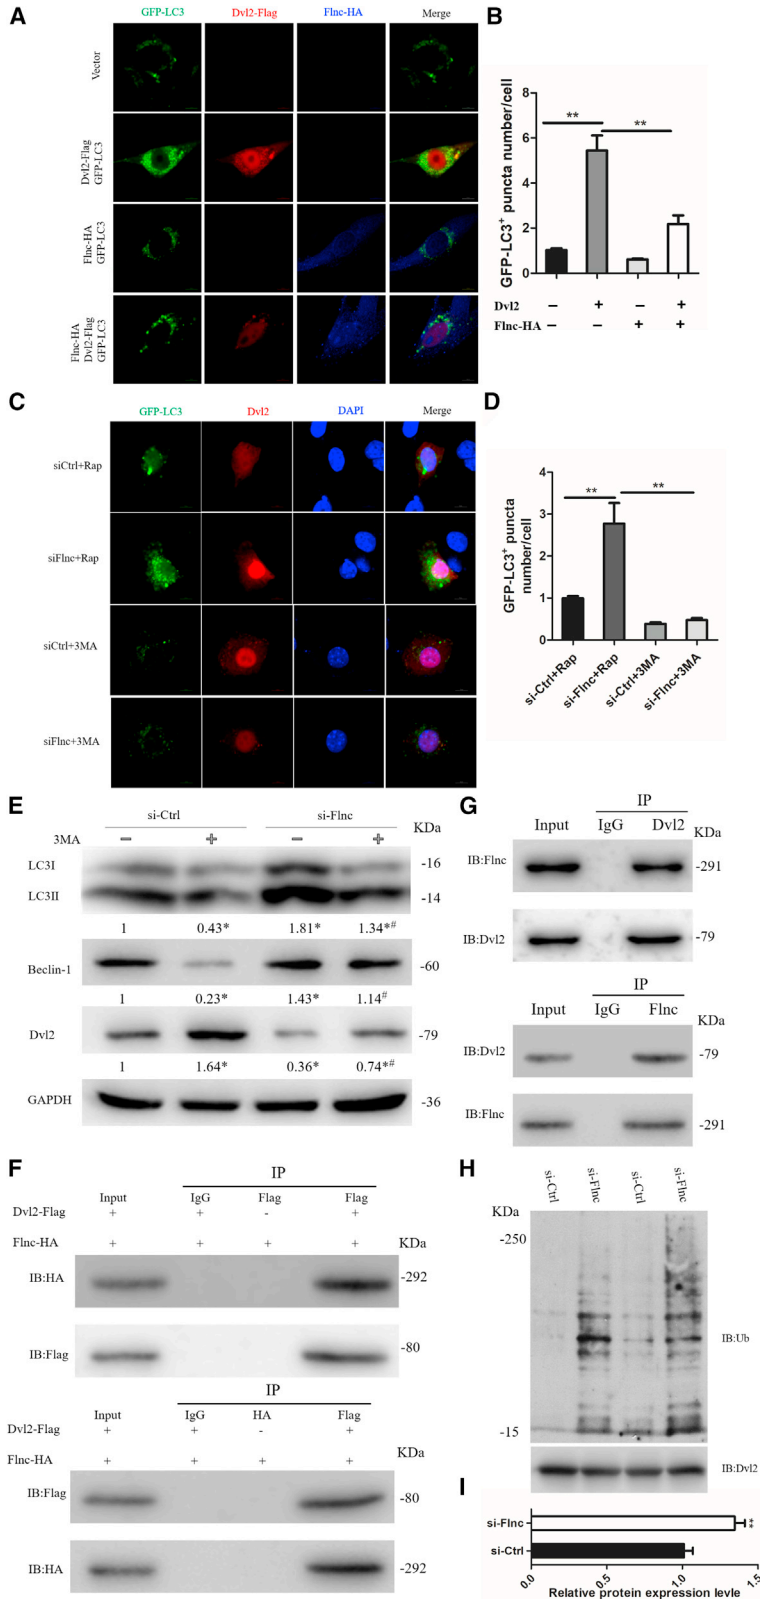 A
GFP-LC3 Dvl2-Flag Flnc-HA Merge
Vector
Dvl2-Flag
GFP-LC3
Flnc-HA
GFP-LC3
Flnc-HA
Dvl2-Flag
GFP-LC3
B
GFP-LC3+ puncta number/cell
8
6
4
2
0
** **
Dvl2 − + − +
Flnc-HA − − + +
C
GFP-LC3 Dvl2 DAPI Merge
siCtrl+Rap
siFlnc+Rap
siCtrl+3MA
siFlnc+3MA
D
GFP-LC3+ puncta
number/cell
4
3
2
1
0
** **
si-Ctrl+Rap si-Flnc+Rap si-Ctrl+3MA si-Flnc+3MA
E
si-Ctrl si-Flnc
KDa
3MA − + − +
LC3I -16
LC3II -14
1 0.43* 1.81* 1.34*#
Beclin-1 -60
1 0.23* 1.43* 1.14#
Dvl2 -79
1 1.64* 0.36* 0.74*#
GAPDH -36
F
IP
Input IgG Flag Flag
Dvl2-Flag + + - +
Flnc-HA + + + + KDa
IB:HA -292
IB:Flag -80
IP
Input IgG HA Flag
Dvl2-Flag + + - +
Flnc-HA + + + + KDa
IB:Flag -80
IB:HA -292
G
IP
Input IgG Dvl2 KDa
IB:Flnc -291
IB:Dvl2 -79
IP
Input IgG Flnc KDa
IB:Dvl2 -79
IB:Flnc -291
H
si-Ctrl si-Flnc si-Ctrl si-Flnc
KDa
-250
IB:Ub
-15
IB:Dvl2
I
si-Flnc **
si-Ctrl
0.0 0.5 1.0 1.5
Relative protein expression levle